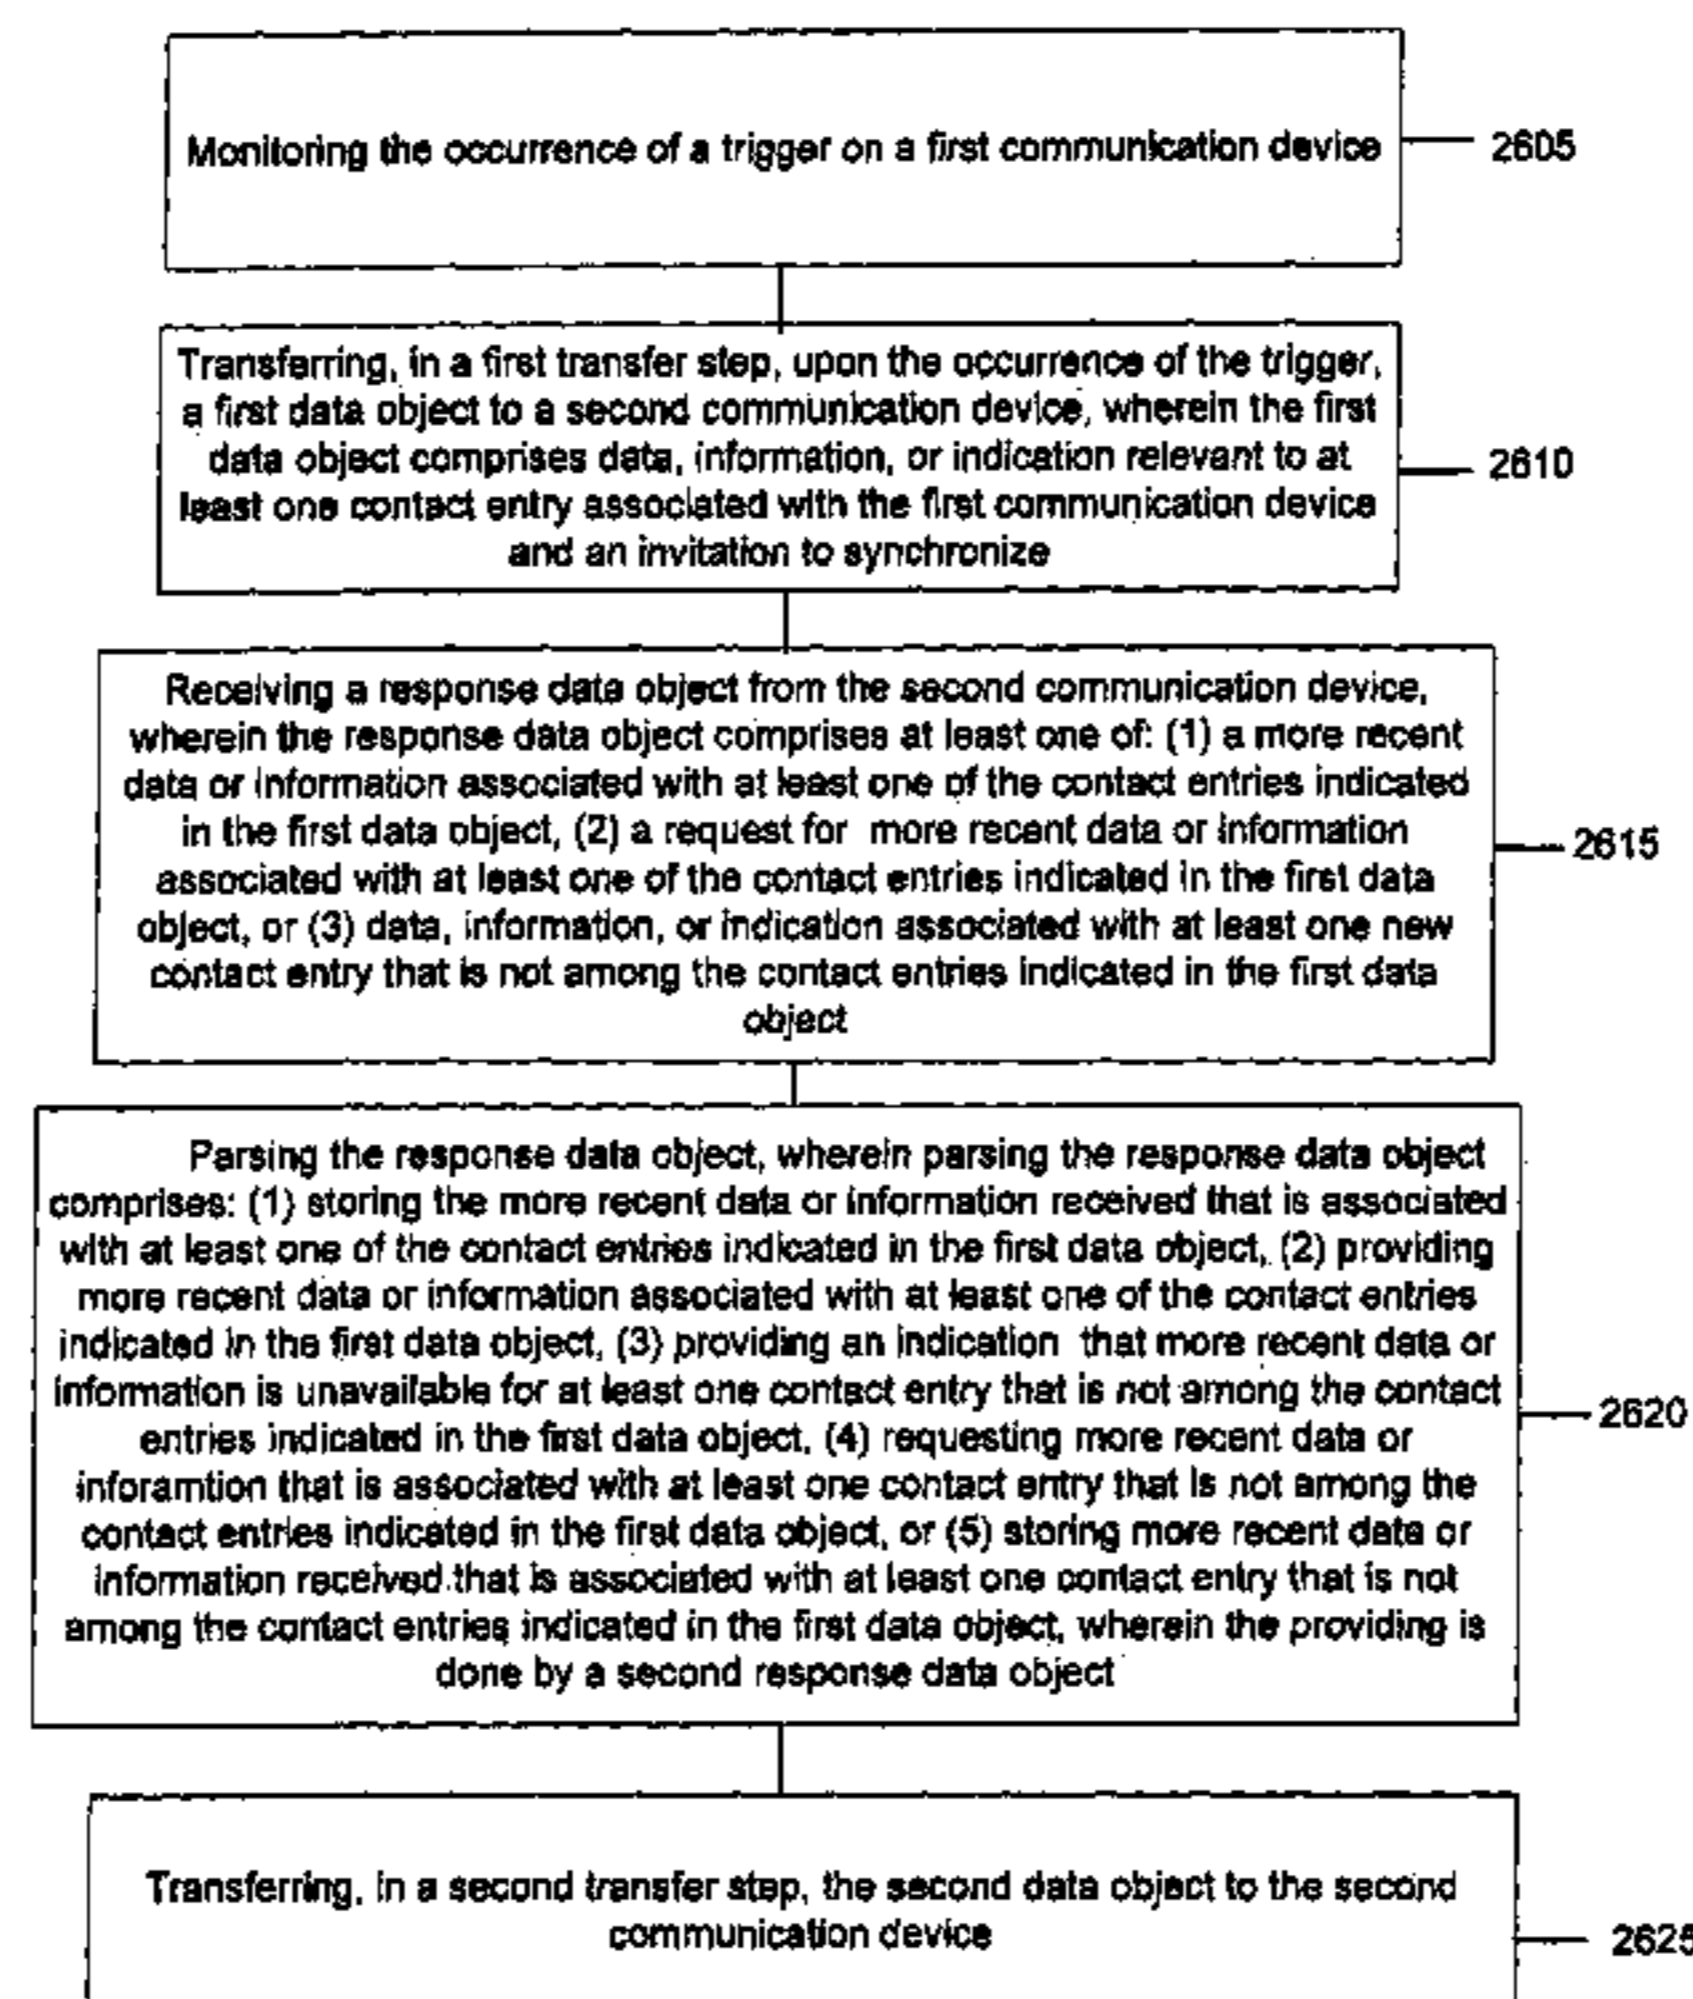 Monitoring the occurrence of a trigger on a first communication device
2605
Transferring, in a first transfer step, upon the occurrence of the trigger,
a first data object to a second communication device, wherein the first
data object comprises data, information, or indication relevant to at
least one contact entry associated with the first communication device
and an invitation to synchronize
2610
Receiving a response data object from the second communication device,
wherein the response data object comprises at least one of: (1) a more recent
data or information associated with at least one of the contact entries indicated
in the first data object, (2) a request for more recent data or information
associated with at least one of the contact entries indicated in the first data
object, or (3) data, information, or indication associated with at least one new
contact entry that is not among the contact entries indicated in the first data
object
2615
Parsing the response data object, wherein parsing the response data object
comprises: (1) storing the more recent data or information received that is associated
with at least one of the contact entries indicated in the first data object, (2) providing
more recent data or information associated with at least one of the contact entries
indicated in the first data object, (3) providing an indication that more recent data or
information is unavailable for at least one contact entry that is not among the contact
entries indicated in the first data object, (4) requesting more recent data or
inforamtion that is associated with at least one contact entry that is not among the
contact entries indicated in the first data object, or (5) storing more recent data or
information received that is associated with at least one contact entry that is not
among the contact entries indicated in the first data object, wherein the providing is
done by a second response data object
2620
Transferring, in a second transfer step, the second data object to the second
communication device
2625